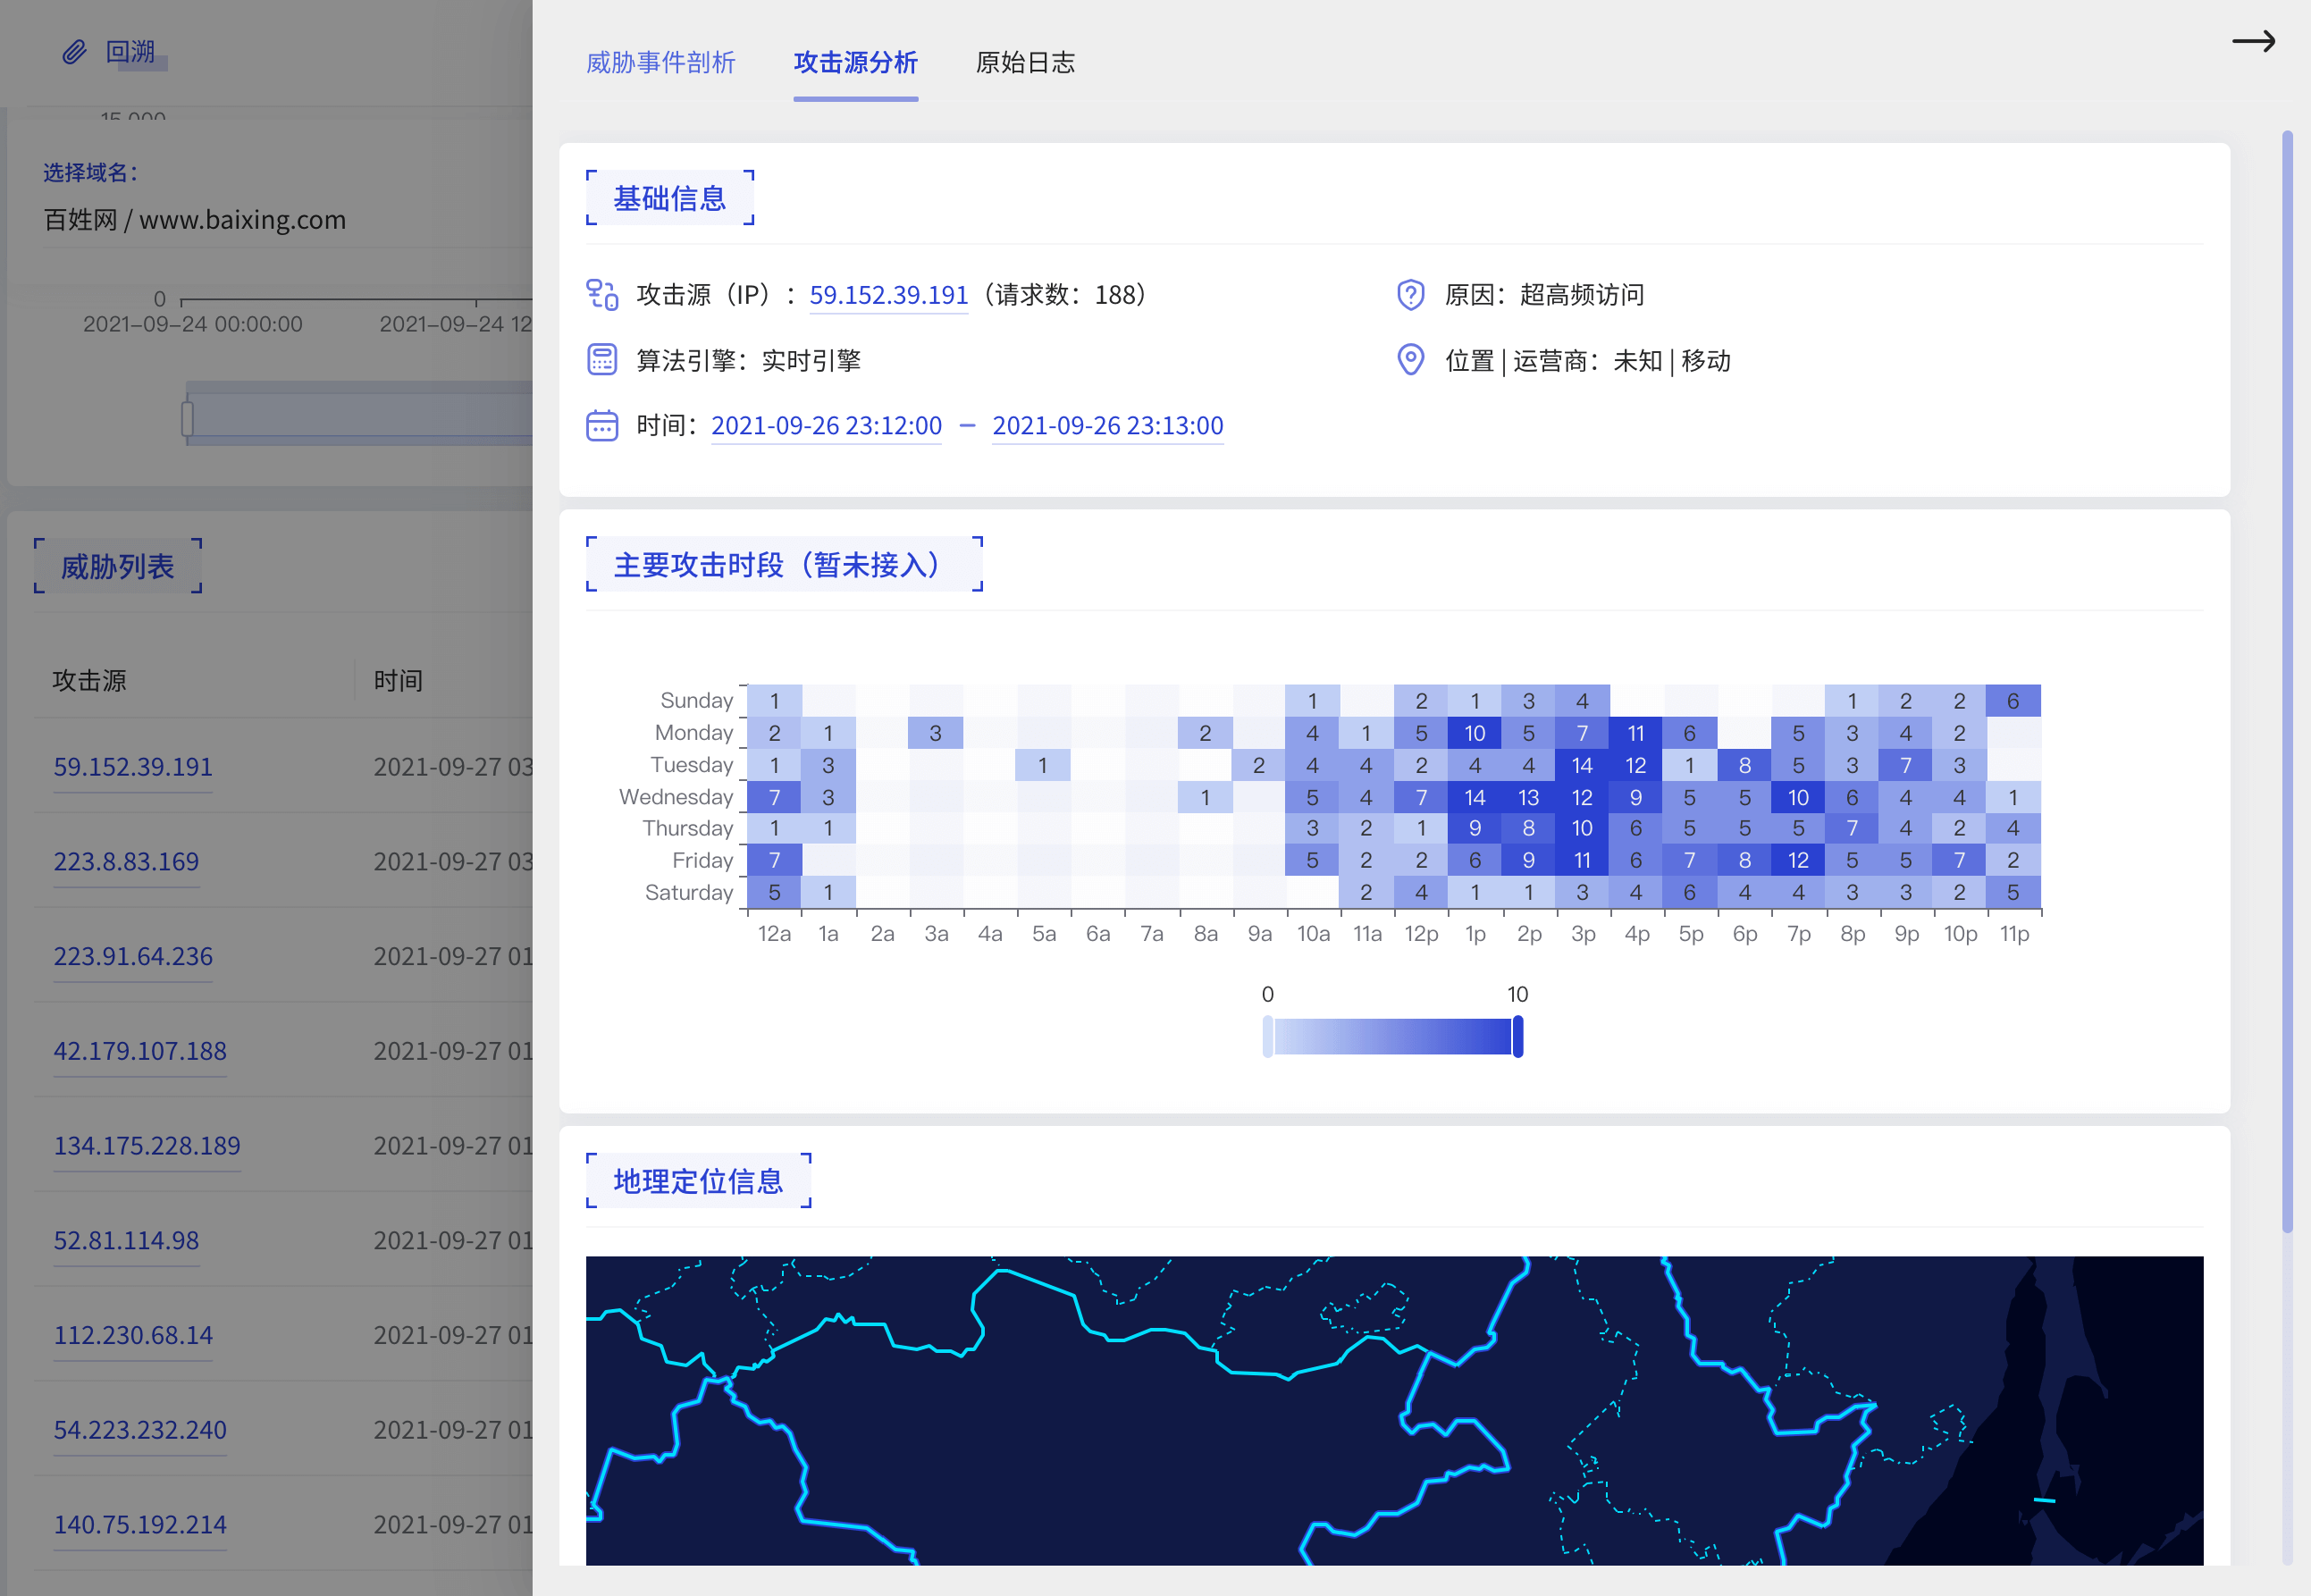 回溯
选择域名：
百姓网 / www.baixing.com
0
2021-09-24 00:00:00
2021-09-24 12
威胁列表
攻击源
时间
59.152.39.191
2021-09-27 03
223.8.83.169
2021-09-27 03
223.91.64.236
2021-09-27 01
42.179.107.188
2021-09-27 01
134.175.228.189
2021-09-27 01
52.81.114.98
2021-09-27 01
112.230.68.14
2021-09-27 01
54.223.232.240
2021-09-27 01
140.75.192.214
2021-09-27 01
威胁事件剖析
攻击源分析
原始日志
基础信息
攻击源（IP）：59.152.39.191（请求数：188）
原因：超高频访问
算法引擎：实时引擎
位置 | 运营商：未知 | 移动
时间：2021-09-26 23:12:00 – 2021-09-26 23:13:00
主要攻击时段（暂未接入）
Sunday 1 1 2 1 3 4 1 2 2 6
Monday 2 1 3 2 4 1 5 10 5 7 11 6 5 3 4 2
Tuesday 1 3 1 2 4 4 2 4 4 14 12 1 8 5 3 7 3
Wednesday 7 3 1 5 4 7 14 13 12 9 5 5 10 6 4 4 1
Thursday 1 1 3 2 1 9 8 10 6 5 5 5 7 4 2 4
Friday 7 5 2 2 6 9 11 6 7 8 12 5 5 7 2
Saturday 5 1 2 4 1 1 3 4 6 4 4 3 3 2 5
12a 1a 2a 3a 4a 5a 6a 7a 8a 9a 10a 11a 12p 1p 2p 3p 4p 5p 6p 7p 8p 9p 10p 11p
0
10
地理定位信息